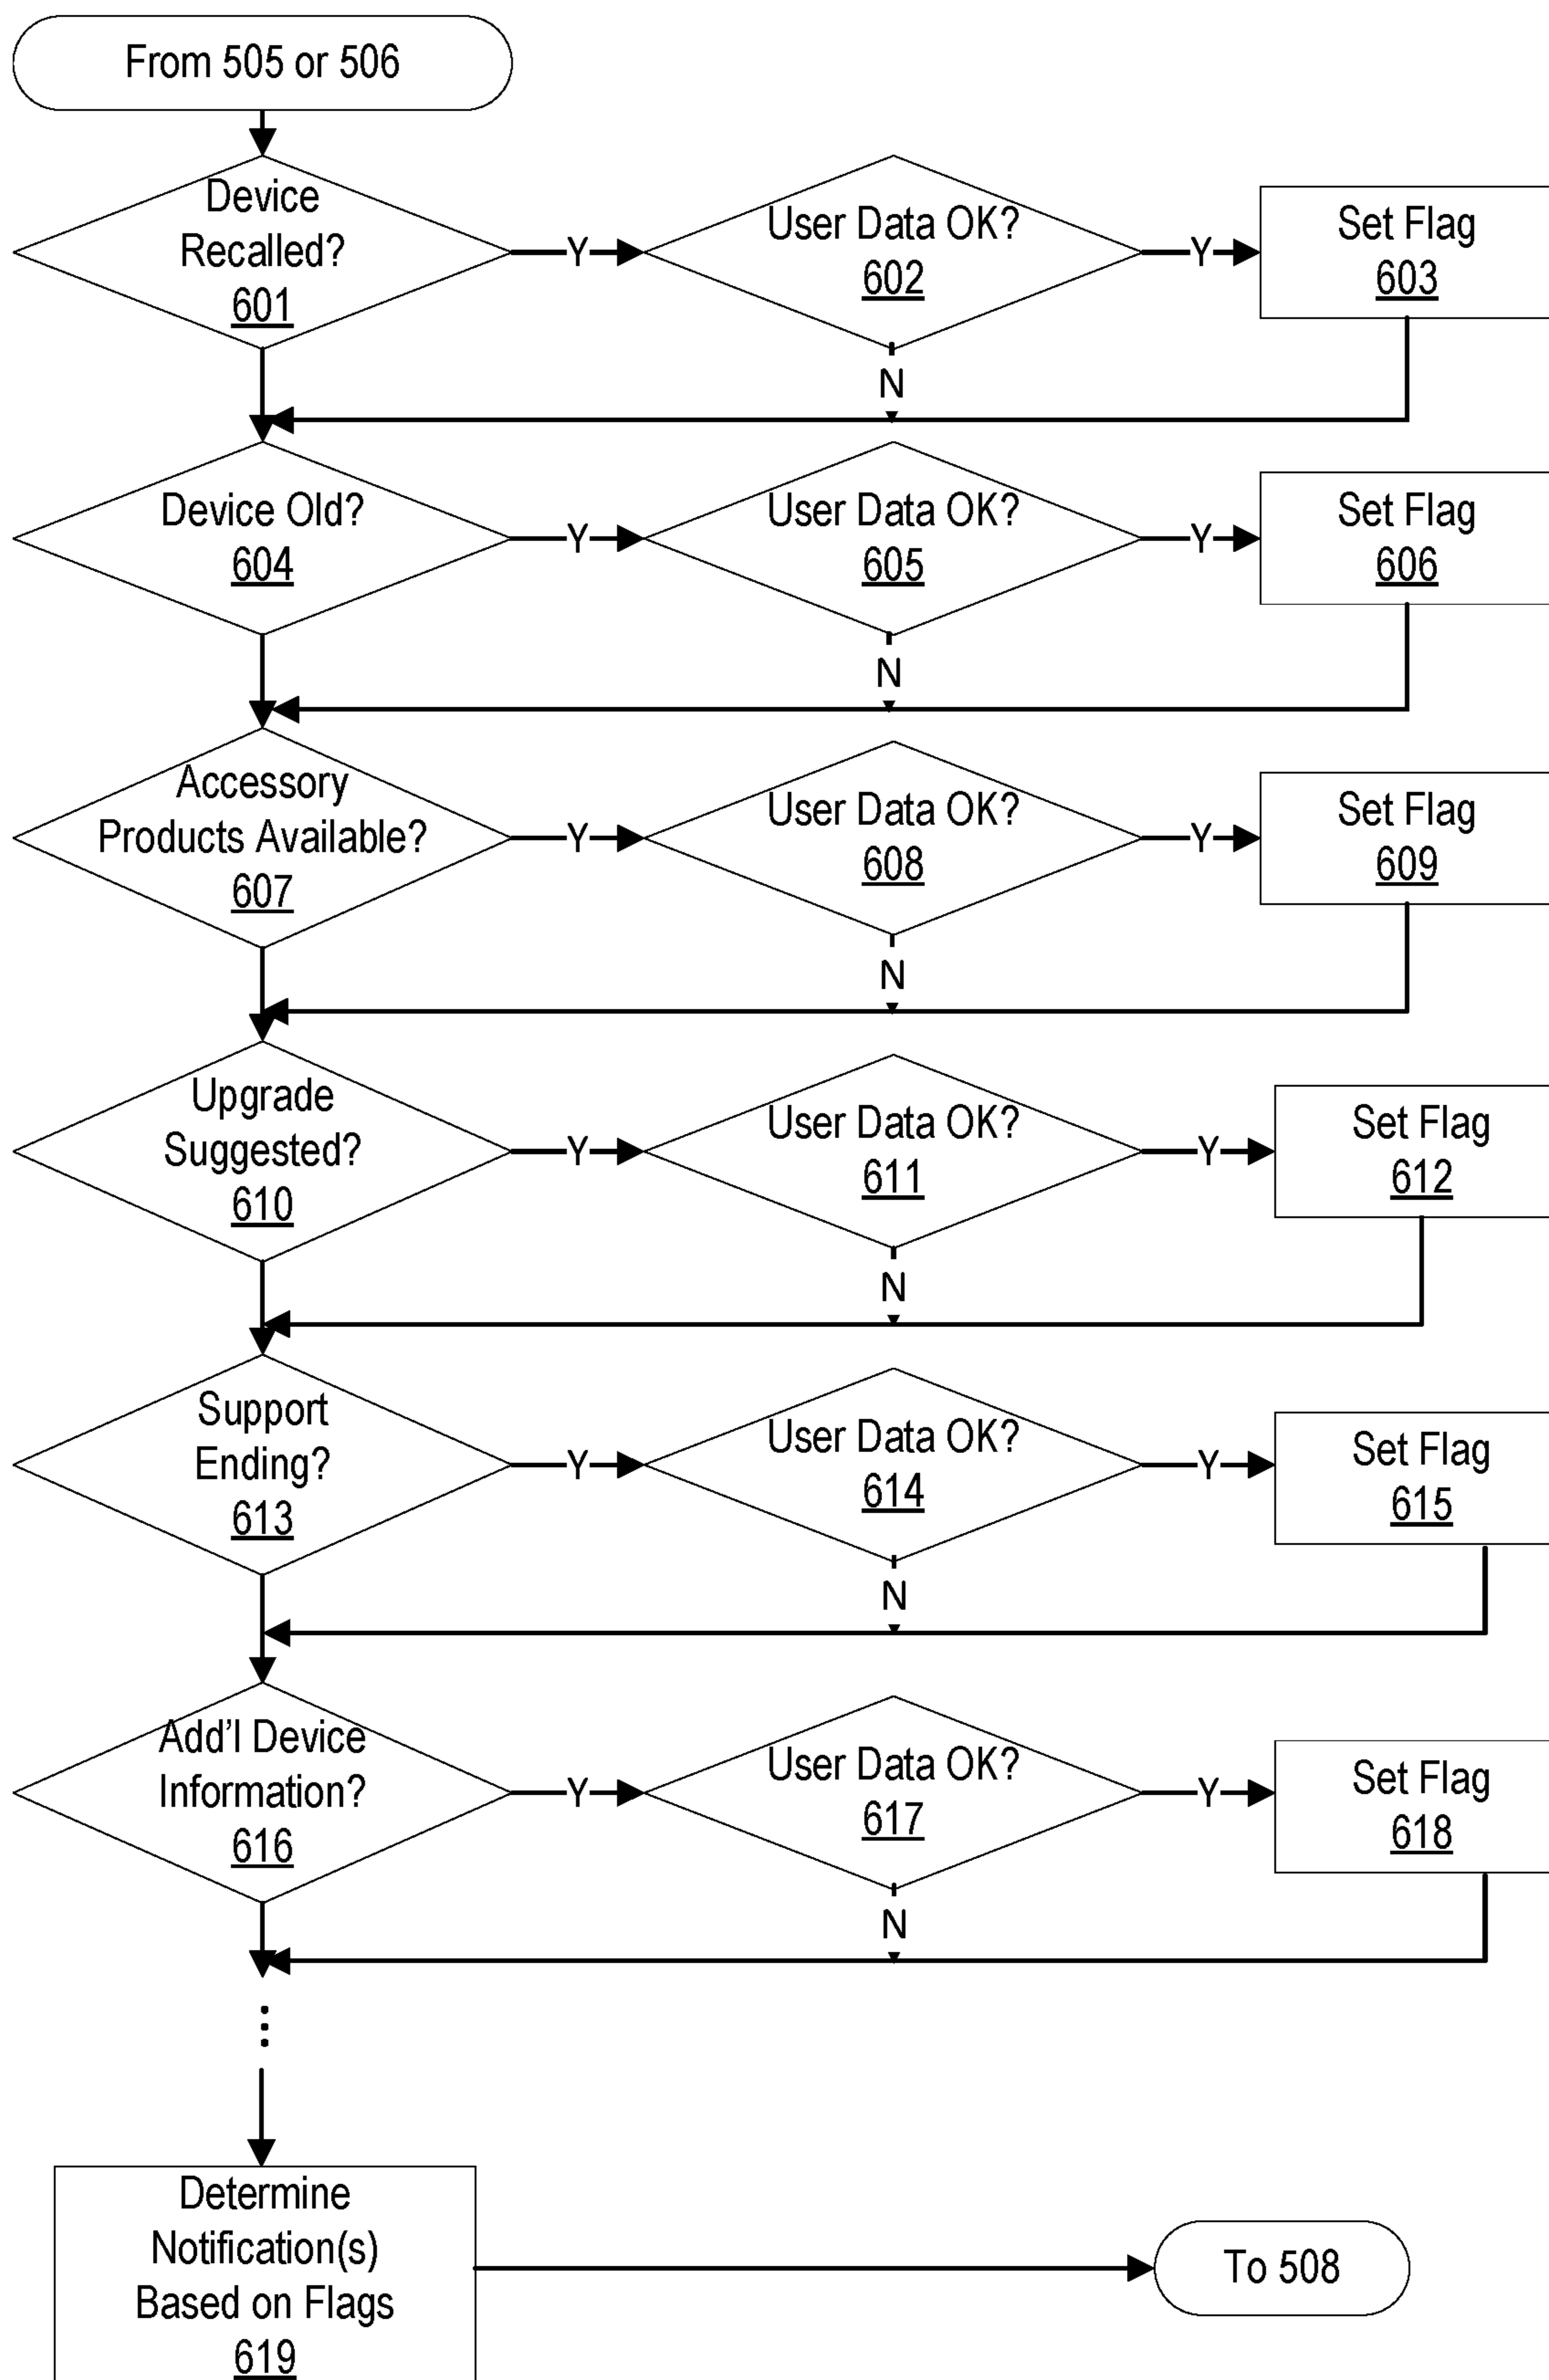 From 505 or 506
Device
Recalled?
601
Y
User Data OK?
602
Y
Set Flag
603
N
Device Old?
604
Y
User Data OK?
605
Y
Set Flag
606
N
Accessory
Products Available?
607
Y
User Data OK?
608
Y
Set Flag
609
N
Upgrade
Suggested?
610
Y
User Data OK?
611
Y
Set Flag
612
N
Support
Ending?
613
Y
User Data OK?
614
Y
Set Flag
615
N
Add’l Device
Information?
616
Y
User Data OK?
617
Y
Set Flag
618
N
Determine
Notification(s)
Based on Flags
619
To 508